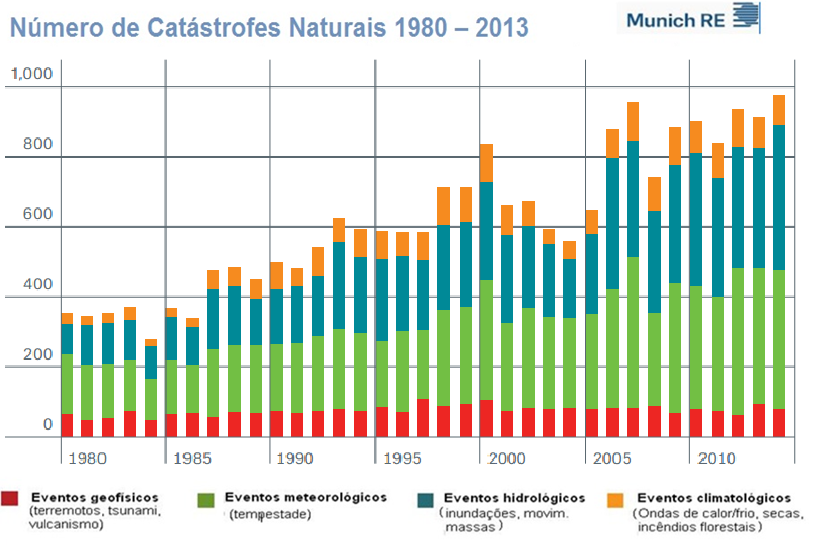 Número de Catástrofes Naturais 1980 – 2013
Munich RE
1,000
800
600
400
200
0
1980
1985
1990
1995
2000
2005
2010
Eventos geofísicos
(terremotos, tsunami,
vulcanismo)
Eventos meteorológicos
(tempestade)
Eventos hidrológicos
(inundações, movim.
massas )
Eventos climatológicos
(Ondas de calor/frio, secas,
incêndios florestais )